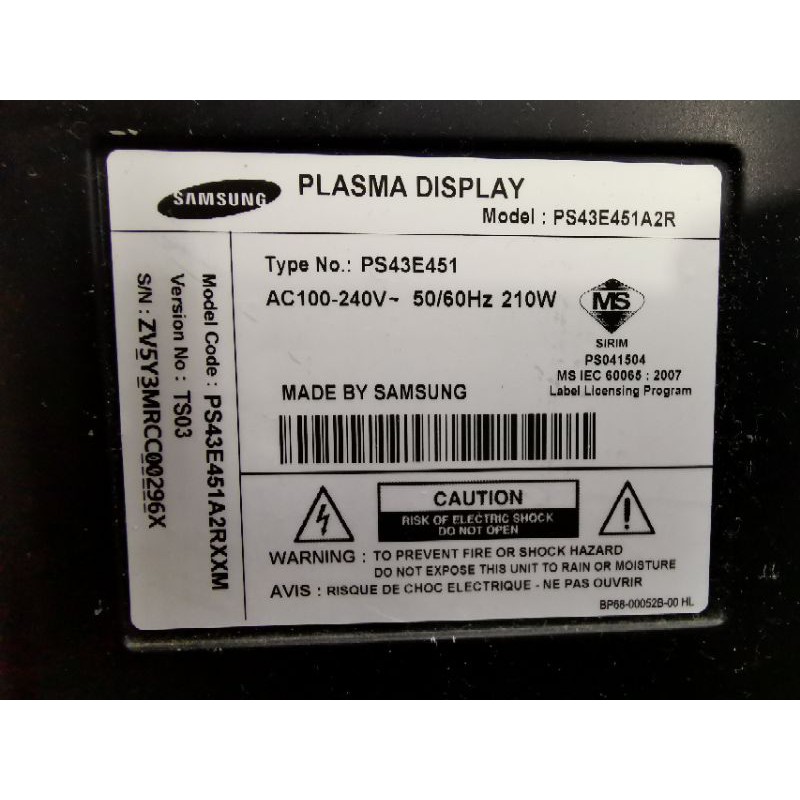 SAMSUNG
PLASMA DISPLAY
Model : PS43E451A2R
Type No.: PS43E451
AC100-240V~ 50/60Hz 210W
MS
SIRIM
PS041504
MS IEC 60065 : 2007
Label Licensing Program
MADE BY SAMSUNG
Model Code : PS43E451A2RXXM
Version No : TS03
S/N : ZV5Y3MRCC00296X
CAUTION
RISK OF ELECTRIC SHOCK
DO NOT OPEN
WARNING : TO PREVENT FIRE OR SHOCK HAZARD
DO NOT EXPOSE THIS UNIT TO RAIN OR MOISTURE
AVIS : RISQUE DE CHOC ELECTRIQUE - NE PAS OUVRIR
BP68-00052B-00 HL